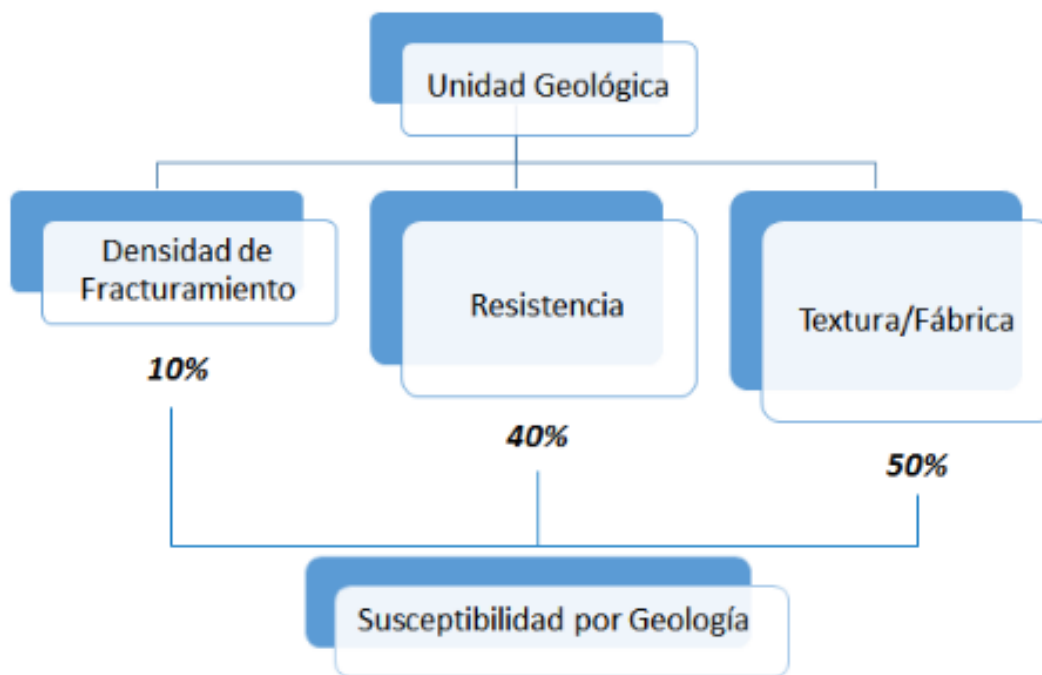 Unidad Geológica
Densidad de
Fracturamiento
Resistencia
Textura/Fábrica
10%
40%
50%
Susceptibilidad por Geología